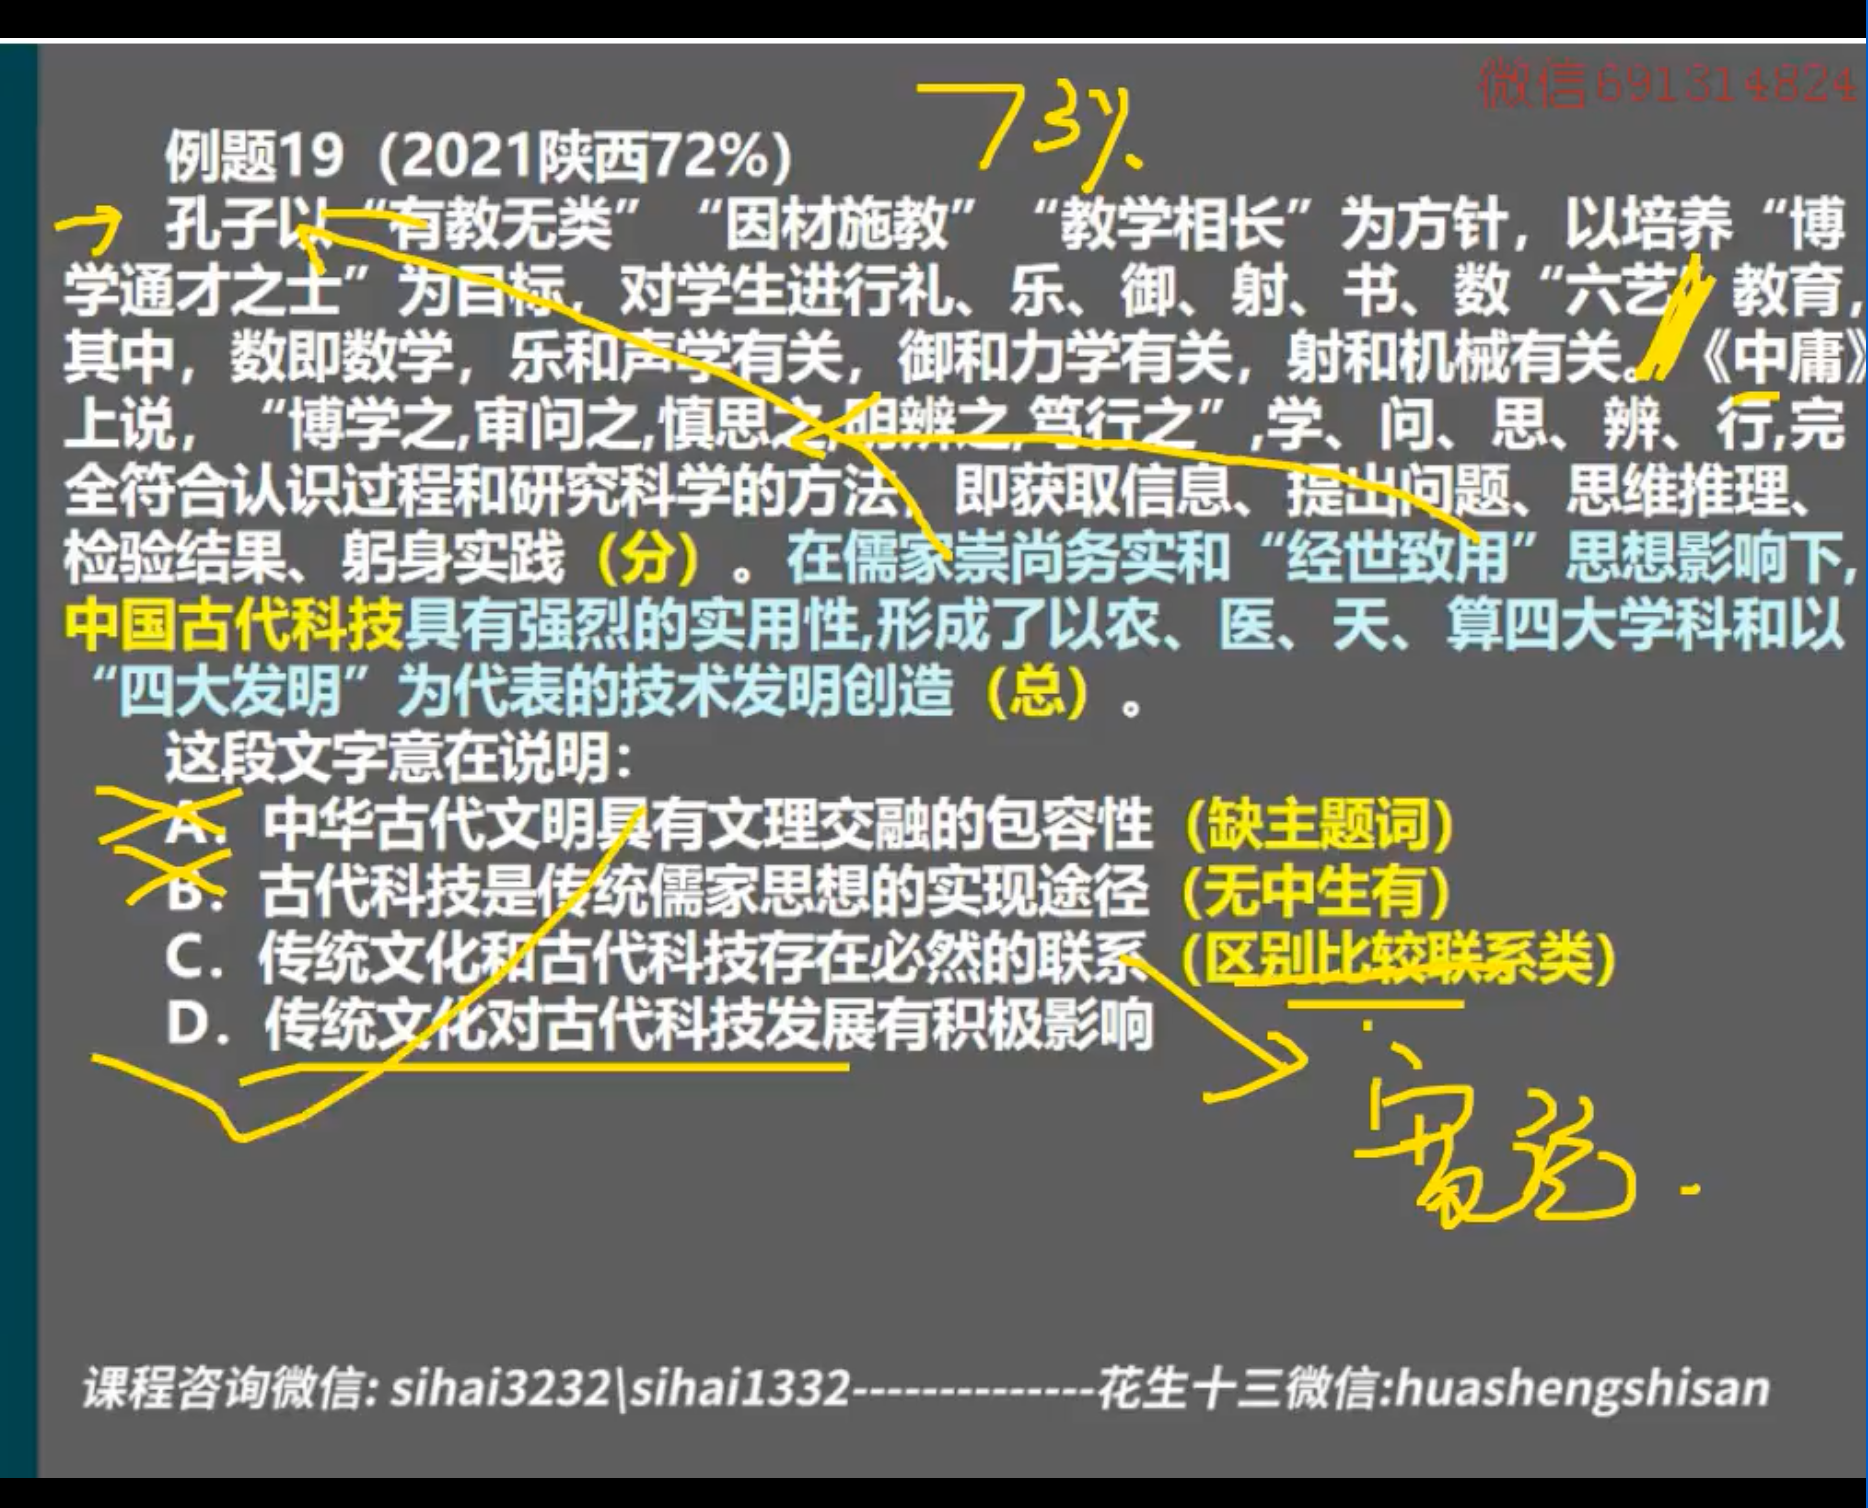 微信691314824
73%
例题19（2021陕西72%）
孔子以“有教无类”“因材施教”“教学相长”为方针，以培养“博
学通才之士”为目标，对学生进行礼、乐、御、射、书、数“六艺”教育，
其中，数即数学，乐和声学有关，御和力学有关，射和机械有关。《中庸》
上说，“博学之,审问之,慎思之,明辨之,笃行之”,学、问、思、辨、行,完
全符合认识过程和研究科学的方法，即获取信息、提出问题、思维推理、
检验结果、躬身实践（分）。在儒家崇尚务实和“经世致用”思想影响下,
中国古代科技具有强烈的实用性,形成了以农、医、天、算四大学科和以
“四大发明”为代表的技术发明创造（总）。
这段文字意在说明：
A．中华古代文明具有文理交融的包容性（缺主题词）
B．古代科技是传统儒家思想的实现途径（无中生有）
C．传统文化和古代科技存在必然的联系（区别比较联系类）
D．传统文化对古代科技发展有积极影响
课程咨询微信: sihai3232\sihai1332--------------花生十三微信:huashengshisan